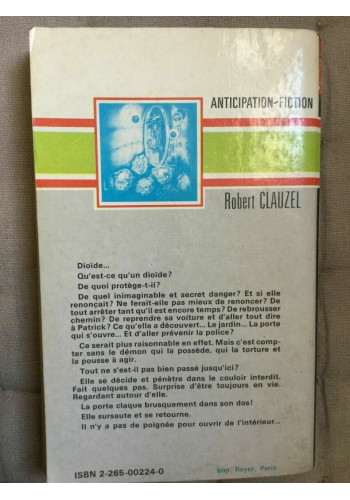 ANTICIPATION-FICTION
Robert CLAUZEL
Dioïde...
Qu'est-ce qu'un dioïde?
De quoi protège-t-il?
De quel inimaginable et secret danger? Et si elle
renonçait? Ne ferait-elle pas mieux de renoncer? De
tout arrêter tant qu'il est encore temps? De rebrousser
chemin? De reprendre sa voiture et d'aller tout dire
à Patrick? Ce qu'elle a découvert... Le jardin... La porte
qui s'ouvre... Et d'aller prévenir la police?
Ce serait plus raisonnable en effet. Mais c'est comp-
ter sans le démon qui la possède, qui la torture et
la pousse à agir.
Tout ne s'est-il pas bien passé jusqu'ici?
Elle se décide et pénètre dans le couloir interdit.
Fait quelques pas. Surprise d'être toujours en vie.
Regardant autour d'elle.
La porte claque brusquement dans son dos!
Elle sursaute et se retourne.
Il n'y a pas de poignée pour ouvrir de l'intérieur...
ISBN 2-265-00224-0
Imp. Royer, Paris